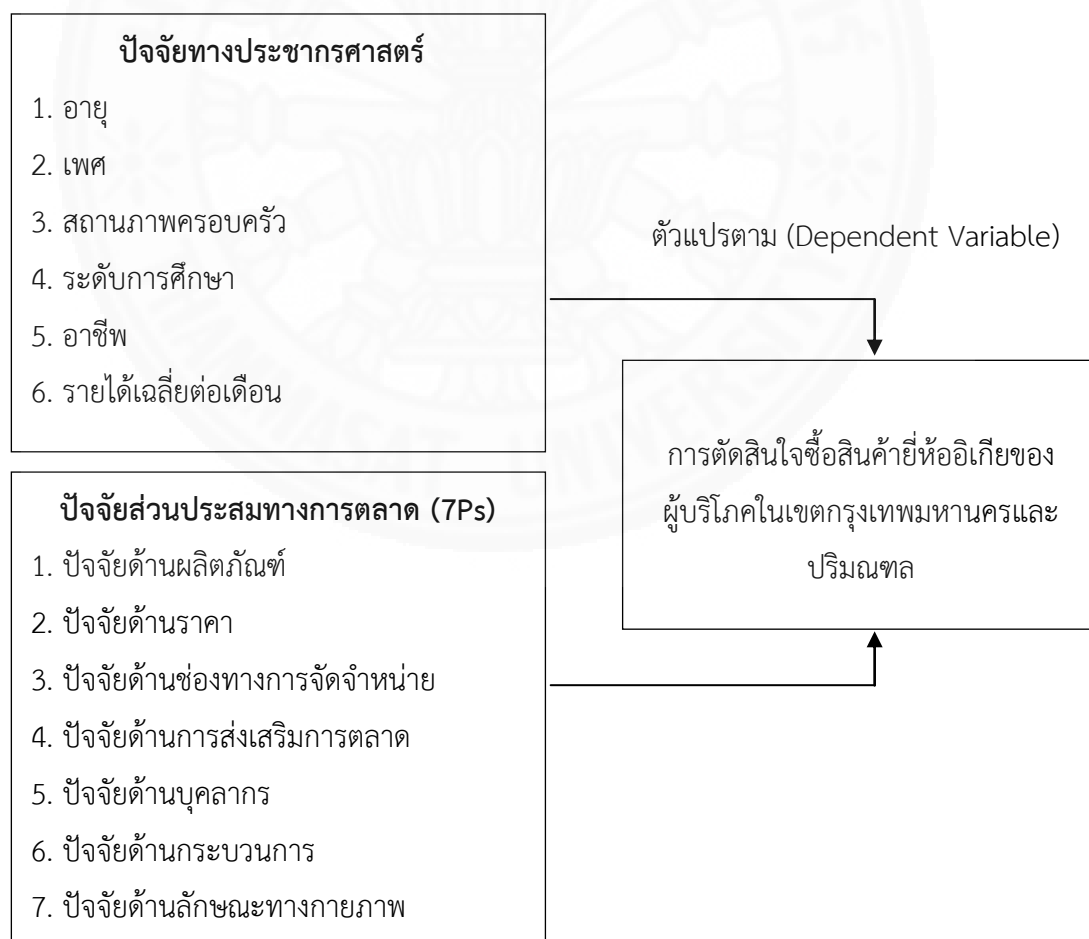 ปัจจัยทางประชากรศาสตร์
1. อายุ
2. เพศ
3. สถานภาพครอบครัว
4. ระดับการศึกษา
5. อาชีพ
6. รายได้เฉลี่ยต่อเดือน
ปัจจัยส่วนประสมทางการตลาด (7Ps)
1. ปัจจัยด้านผลิตภัณฑ์
2. ปัจจัยด้านราคา
3. ปัจจัยด้านช่องทางการจัดจำหน่าย
4. ปัจจัยด้านการส่งเสริมการตลาด
5. ปัจจัยด้านบุคลากร
6. ปัจจัยด้านกระบวนการ
7. ปัจจัยด้านลักษณะทางกายภาพ
ตัวแปรตาม (Dependent Variable)
การตัดสินใจซื้อสินค้ายี่ห้ออิเกียของ
ผู้บริโภคในเขตกรุงเทพมหานครและ
ปริมณฑล